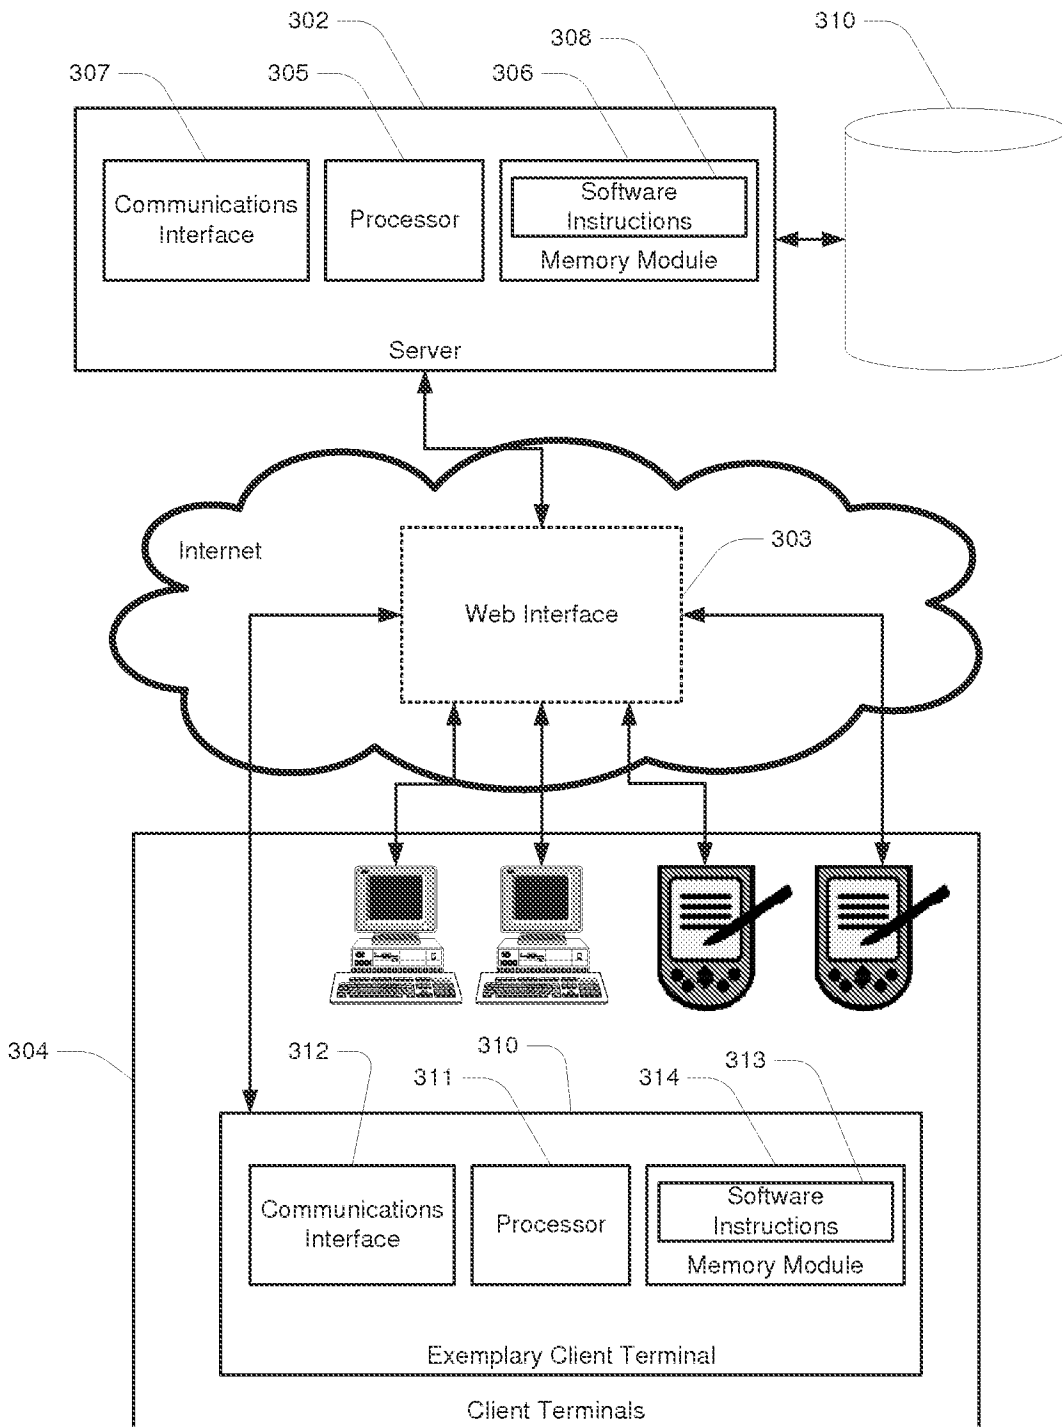 302
308
310
307
305
306
Communications
Interface
Processor
Software
Instructions
Memory Module
Server
Internet
303
Web Interface
304
312
310
313
311
314
Communications
Interface
Processor
Software
Instructions
Memory Module
Exemplary Client Terminal
Client Terminals